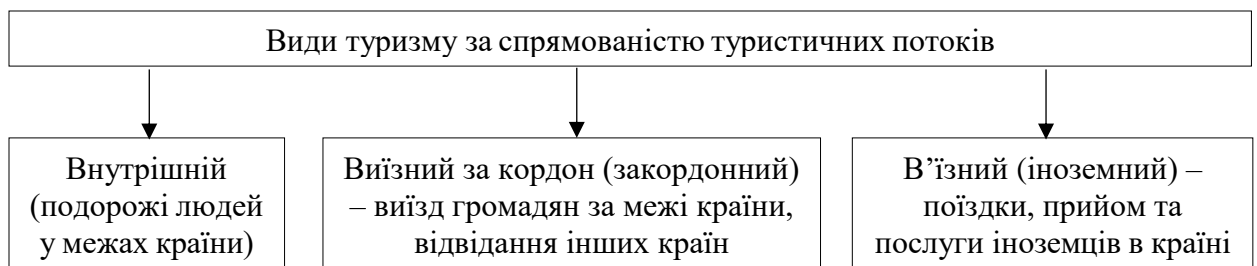 Види туризму за спрямованістю туристичних потоків
Внутрішній
(подорожі людей
у межах країни)
Виїзний за кордон (закордонний)
– виїзд громадян за межі країни,
відвідання інших країн
В’їзний (іноземний) –
поїздки, прийом та
послуги іноземців в країні